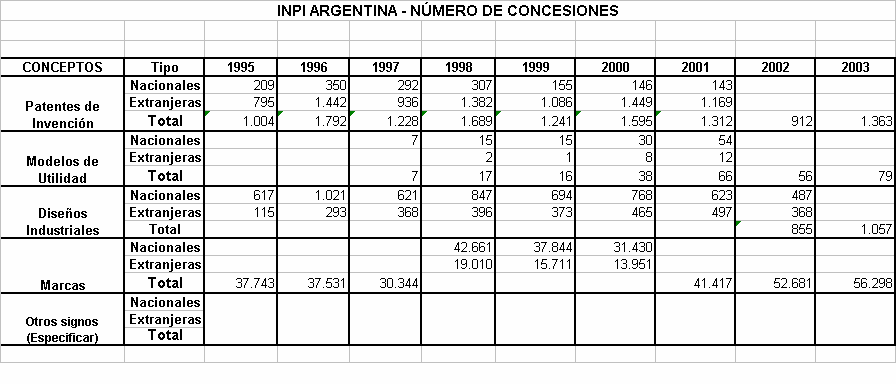 INPI ARGENTINA - NÚMERO DE CONCESIONES
CONCEPTOS Tipo 1995 1996 1997 1998 1999 2000 2001 2002 2003
Patentes de Invención Nacionales 209 350 292 307 155 146 143
Extranjeras 795 1.442 936 1.382 1.086 1.449 1.169
Total 1.004 1.792 1.228 1.689 1.241 1.595 1.312 912 1.363
Modelos de Utilidad Nacionales 7 15 15 30 54
Extranjeras 2 1 8 12
Total 7 17 16 38 66 56 79
Diseños Industriales Nacionales 617 1.021 621 847 694 768 623 487
Extranjeras 115 293 368 396 373 465 497 368
Total 855 1.057
Marcas Nacionales 42.661 37.844 31.430
Extranjeras 19.010 15.711 13.951
Total 37.743 37.531 30.344 41.417 52.681 56.298
Otros signos (Especificar) Nacionales
Extranjeras
Total